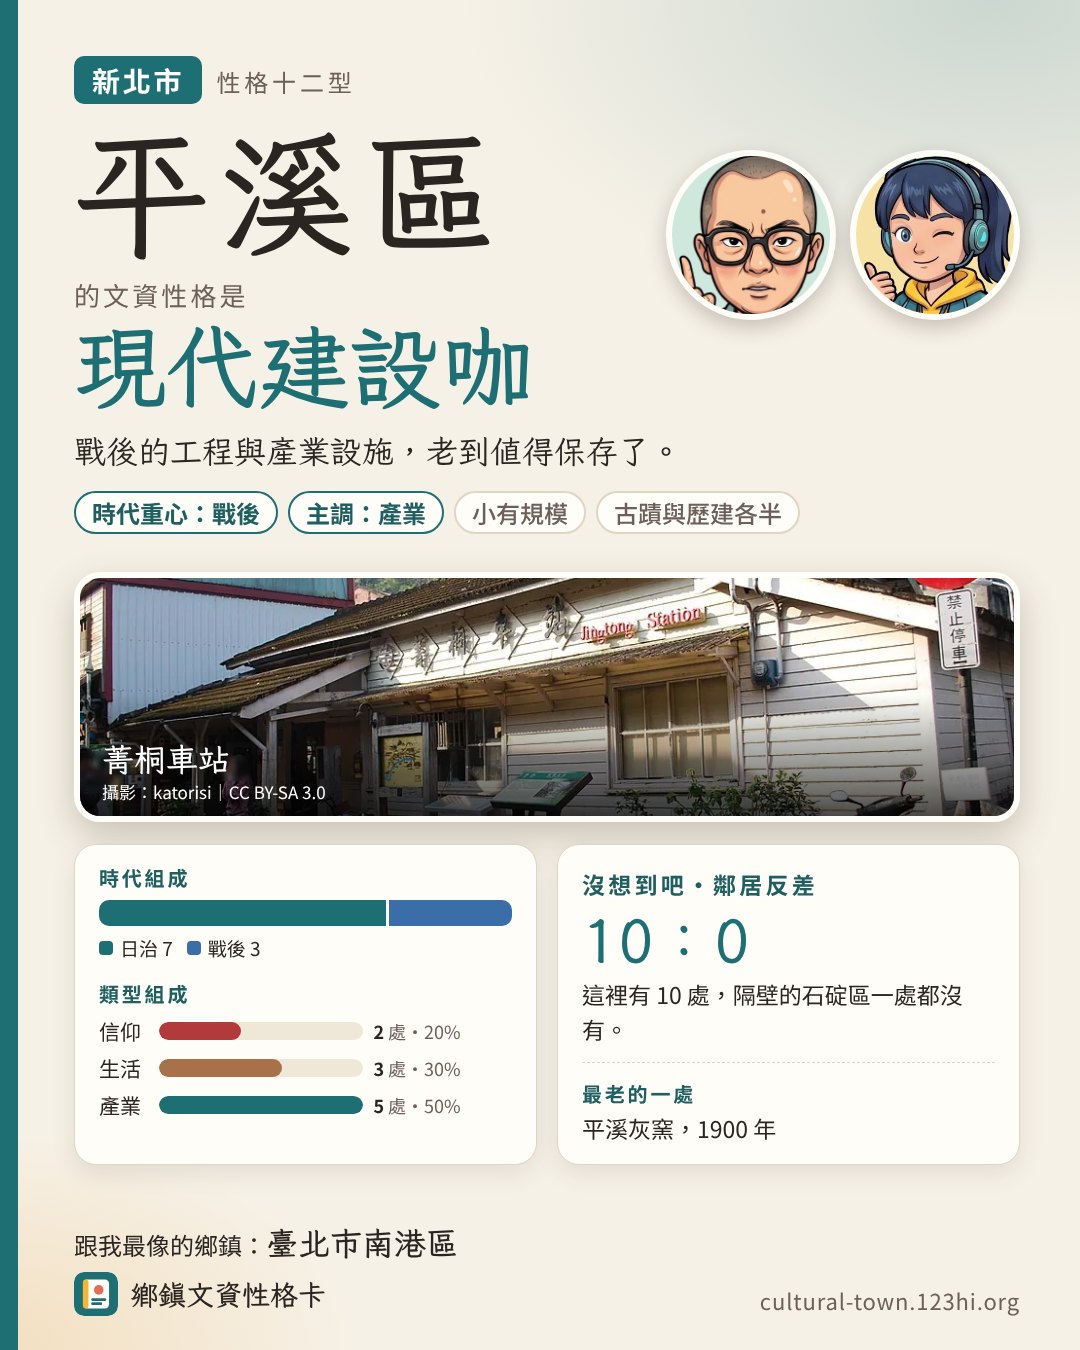 新北市 性格十二型
平溪區
的文資性格是
現代建設咖
戰後的工程與產業設施，老到值得保存了。
時代重心：戰後 主調：產業 小有規模 古蹟與歷建各半
菁桐車站 Jingtong Station
禁止停車
菁桐車站
攝影：katorisi｜CC BY-SA 3.0
時代組成
日治 7 戰後 3
類型組成
信仰 2 處・20%
生活 3 處・30%
產業 5 處・50%
沒想到吧・鄰居反差
10：0
這裡有 10 處，隔壁的石碇區一處都沒
有。
最老的一處
平溪灰窯，1900 年
跟我最像的鄉鎮：臺北市南港區
鄉鎮文資性格卡
cultural-town.123hi.org